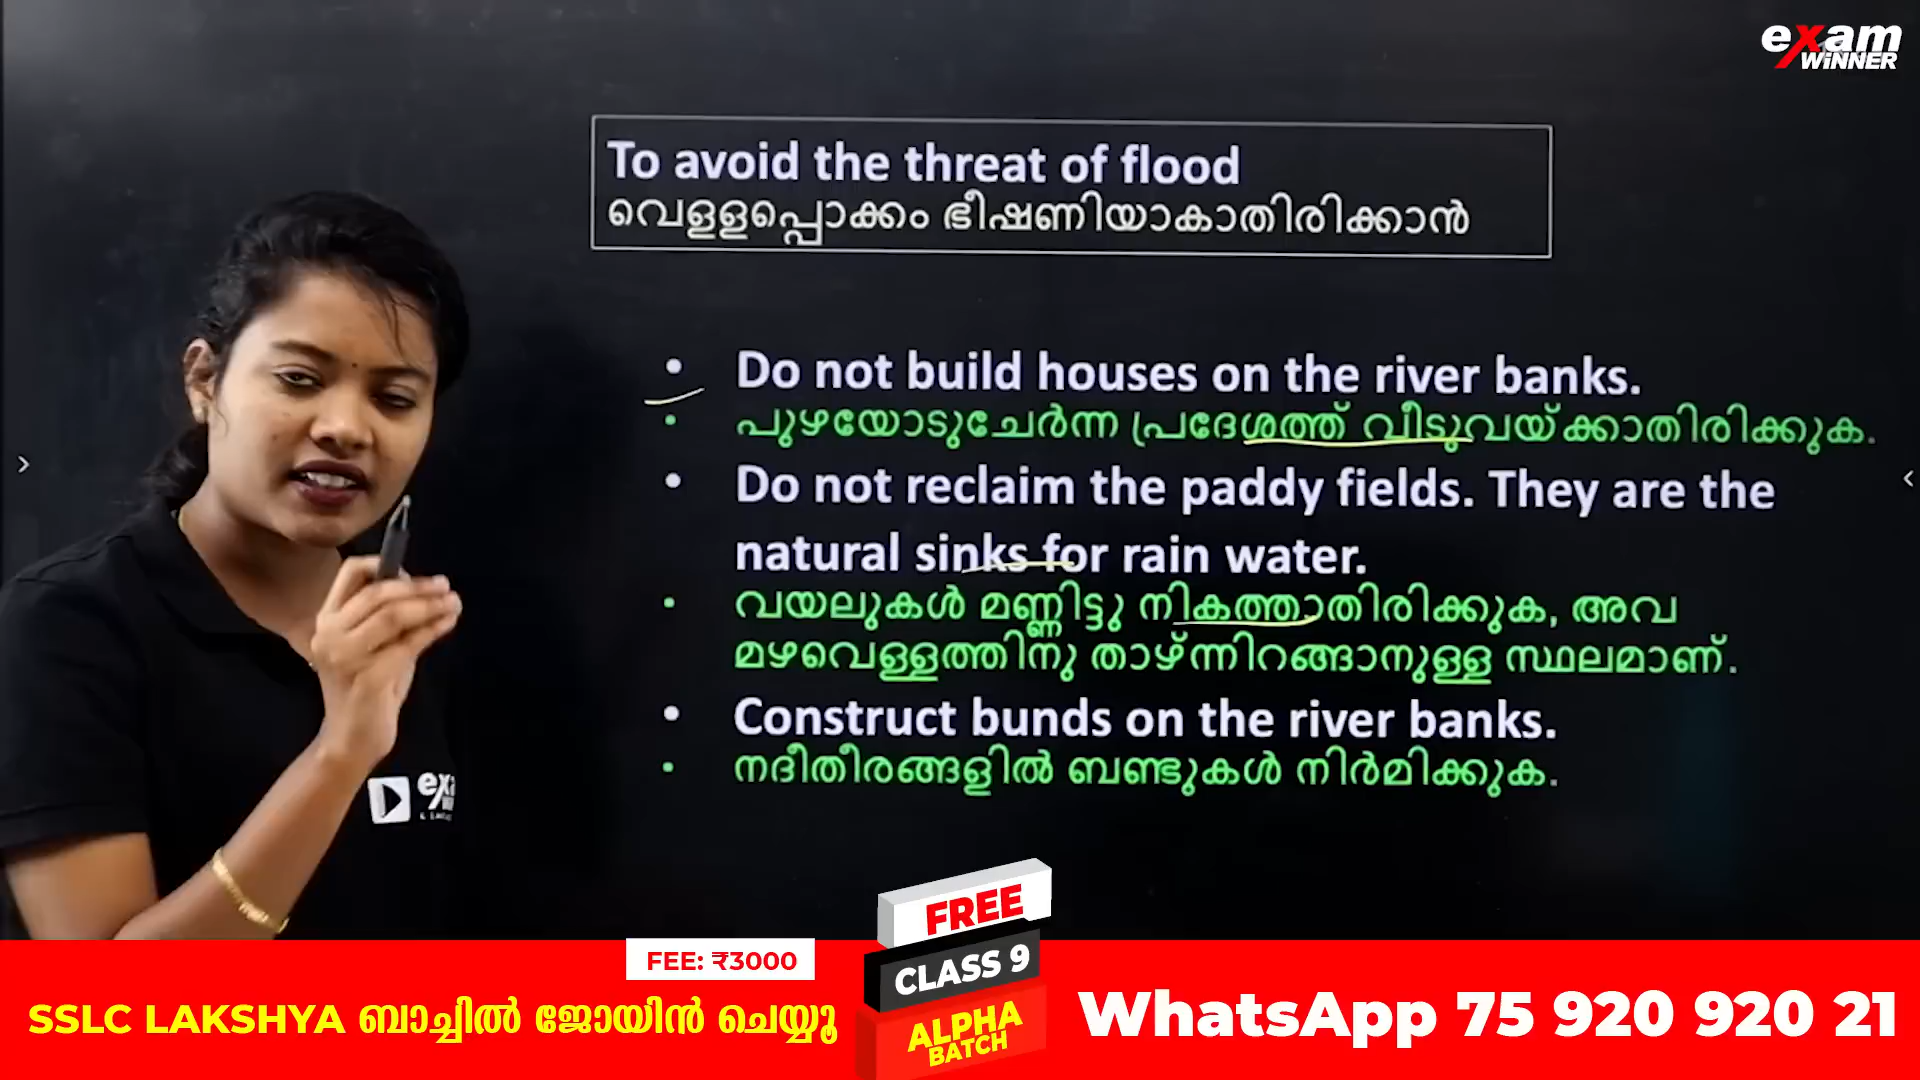 exam
WiNNER
To avoid the threat of flood
വെള്ളപ്പൊക്കം ഭീഷണിയാകാതിരിക്കാൻ
• Do not build houses on the river banks.
• പുഴയോടുചേർന്ന പ്രദേശത്ത് വീടുവയ്ക്കാതിരിക്കുക.
• Do not reclaim the paddy fields. They are the
natural sinks for rain water.
• വയലുകൾ മണ്ണിട്ടു നികത്താതിരിക്കുക, അവ
മഴവെള്ളത്തിനു താഴ്ന്നിറങ്ങാനുള്ള സ്ഥലമാണ്.
• Construct bunds on the river banks.
• നദീതീരങ്ങളിൽ ബണ്ടുകൾ നിർമിക്കുക.
FEE: ₹3000
SSLC LAKSHYA ബാച്ചിൽ ജോയിൻ ചെയ്യൂ
FREE
CLASS 9
ALPHA
BATCH
WhatsApp 75 920 920 21